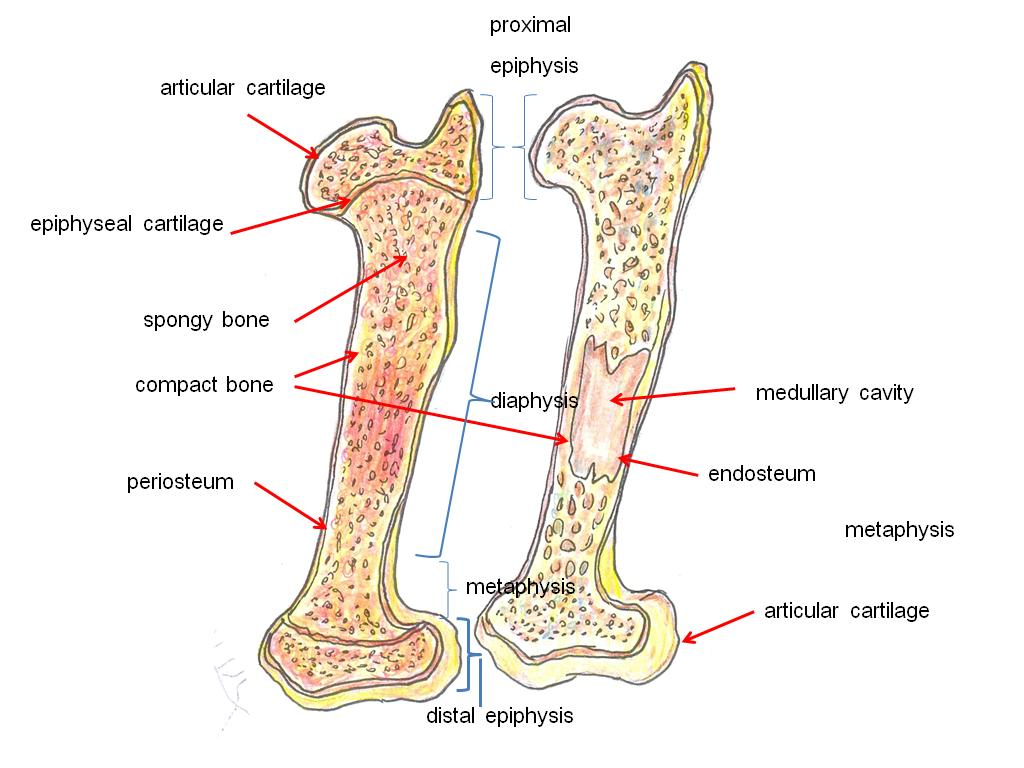 proximal
epiphysis
articular cartilage
epiphyseal cartilage
spongy bone
compact bone
diaphysis
medullary cavity
periosteum
endosteum
metaphysis
metaphysis
articular cartilage
distal epiphysis